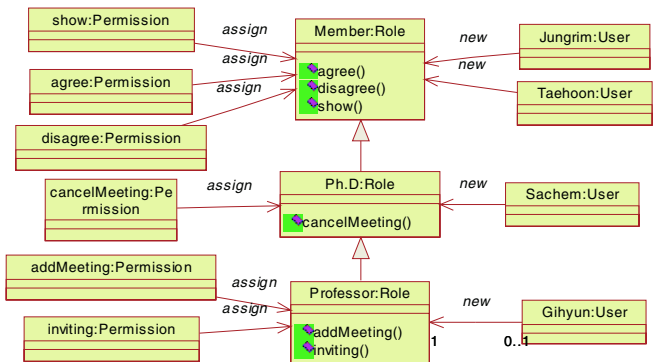 show:Permission
assign
Member:Role
new
Jungrim:User
agree:Permission
assign
agree()
disagree()
show()
new
Taehoon:User
disagree:Permission
assign
cancelMeeting:Pe
rmission
assign
Ph.D:Role
cancelMeeting()
new
Sachem:User
addMeeting:Permission
assign
Professor:Role
addMeeting()
inviting()
new
Gihyun:User
inviting:Permission
assign
1
0..1